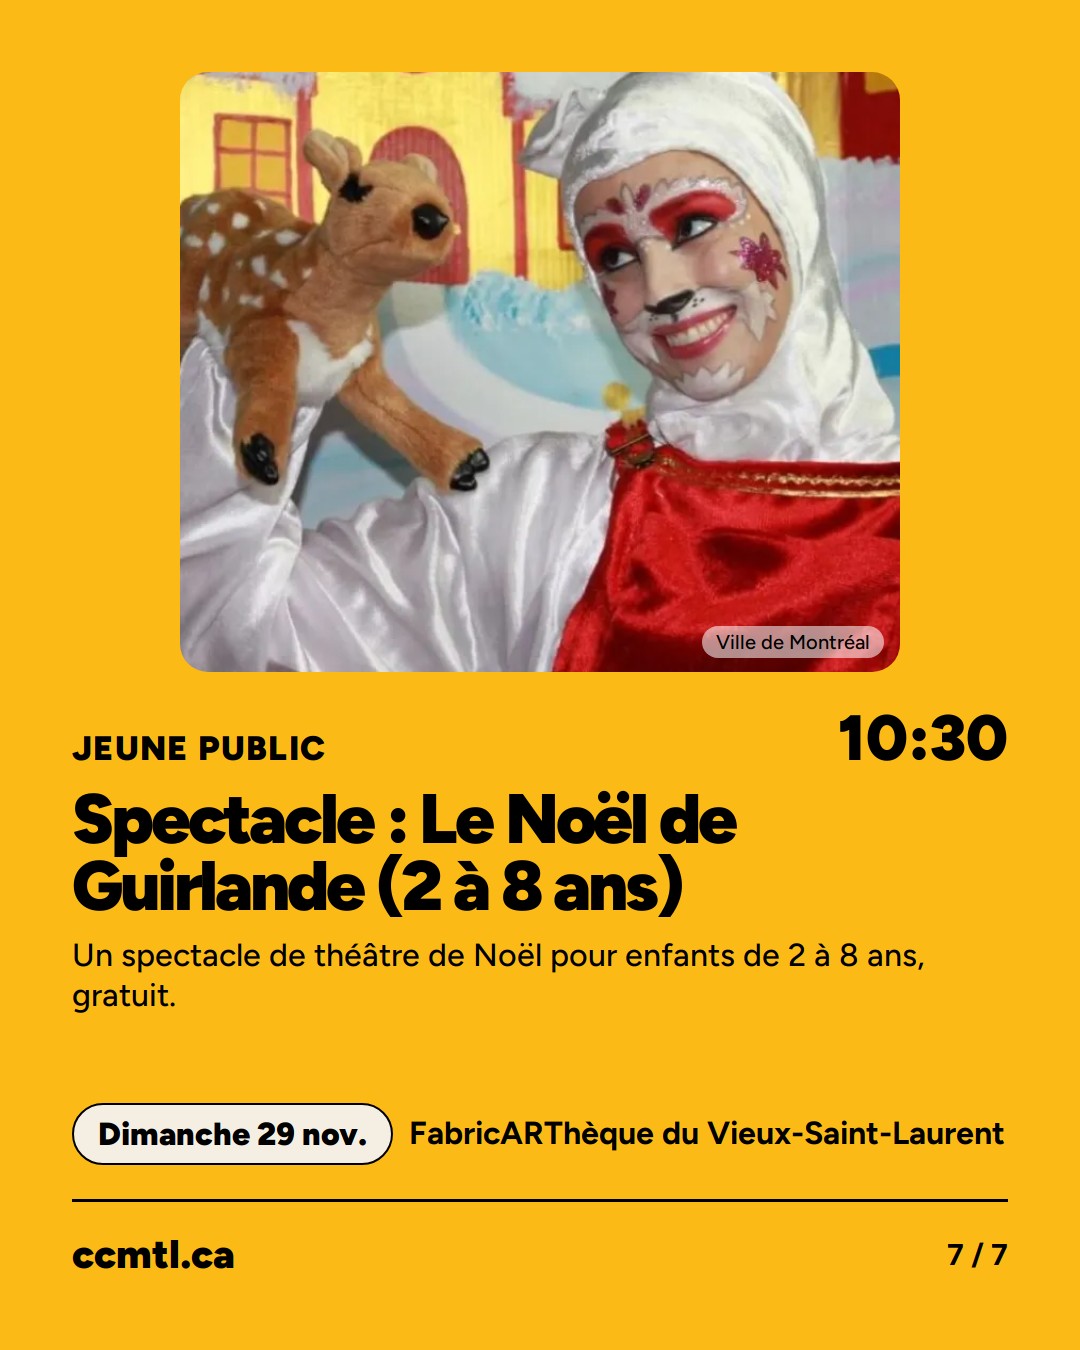 Ville de Montréal
JEUNE PUBLIC
10:30
Spectacle : Le Noël de
Guirlande (2 à 8 ans)
Un spectacle de théâtre de Noël pour enfants de 2 à 8 ans,
gratuit.
Dimanche 29 nov.
FabricARThèque du Vieux-Saint-Laurent
ccmtl.ca
7 / 7